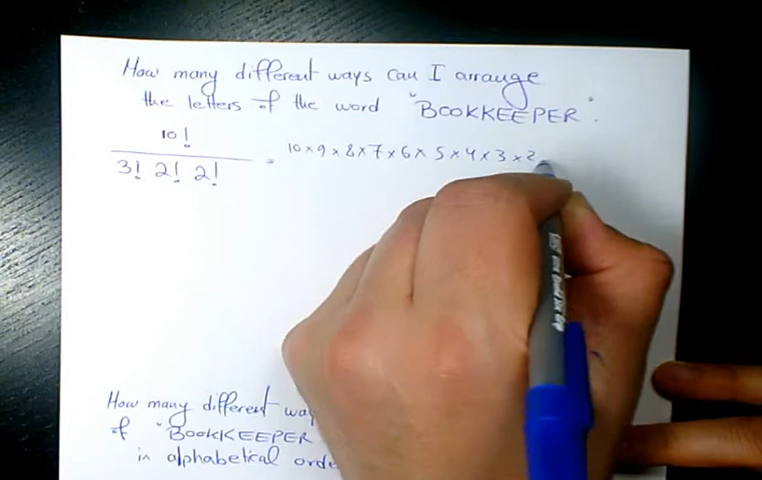 How many different ways can I arrange
the letters of the word "BOOKKEEPER".
10!
3! 2! 2!
= 10 × 9 × 8 × 7 × 6 × 5 × 4 × 3 × 2
How many different
of "BOOKKEEPER
in alphabetical